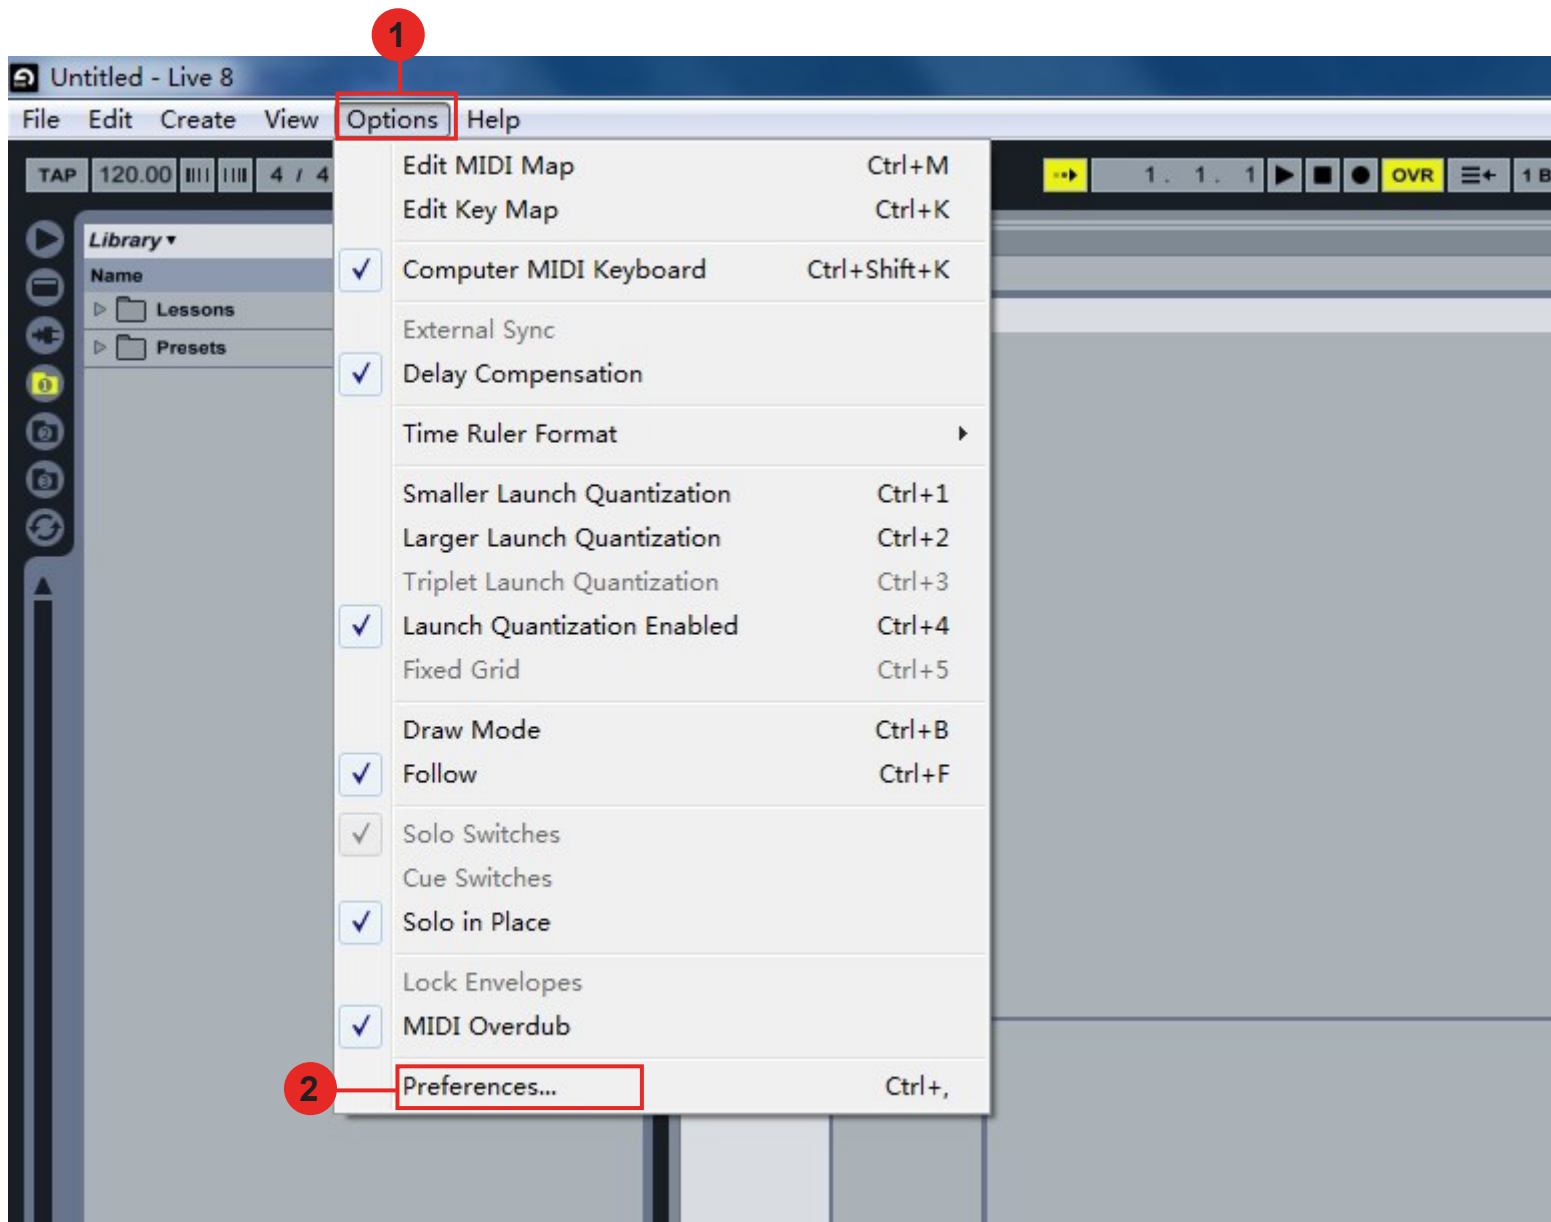 1
Untitled - Live 8
File Edit Create View Options Help
TAP 120.00 4 / 4 1. 1. 1 OVR 1 B
Library
Name
Lessons
Presets
1
2
3
Edit MIDI Map Ctrl+M
Edit Key Map Ctrl+K
Computer MIDI Keyboard Ctrl+Shift+K
External Sync
Delay Compensation
Time Ruler Format
Smaller Launch Quantization Ctrl+1
Larger Launch Quantization Ctrl+2
Triplet Launch Quantization Ctrl+3
Launch Quantization Enabled Ctrl+4
Fixed Grid Ctrl+5
Draw Mode Ctrl+B
Follow Ctrl+F
Solo Switches
Cue Switches
Solo in Place
Lock Envelopes
MIDI Overdub
2 Preferences... Ctrl+,